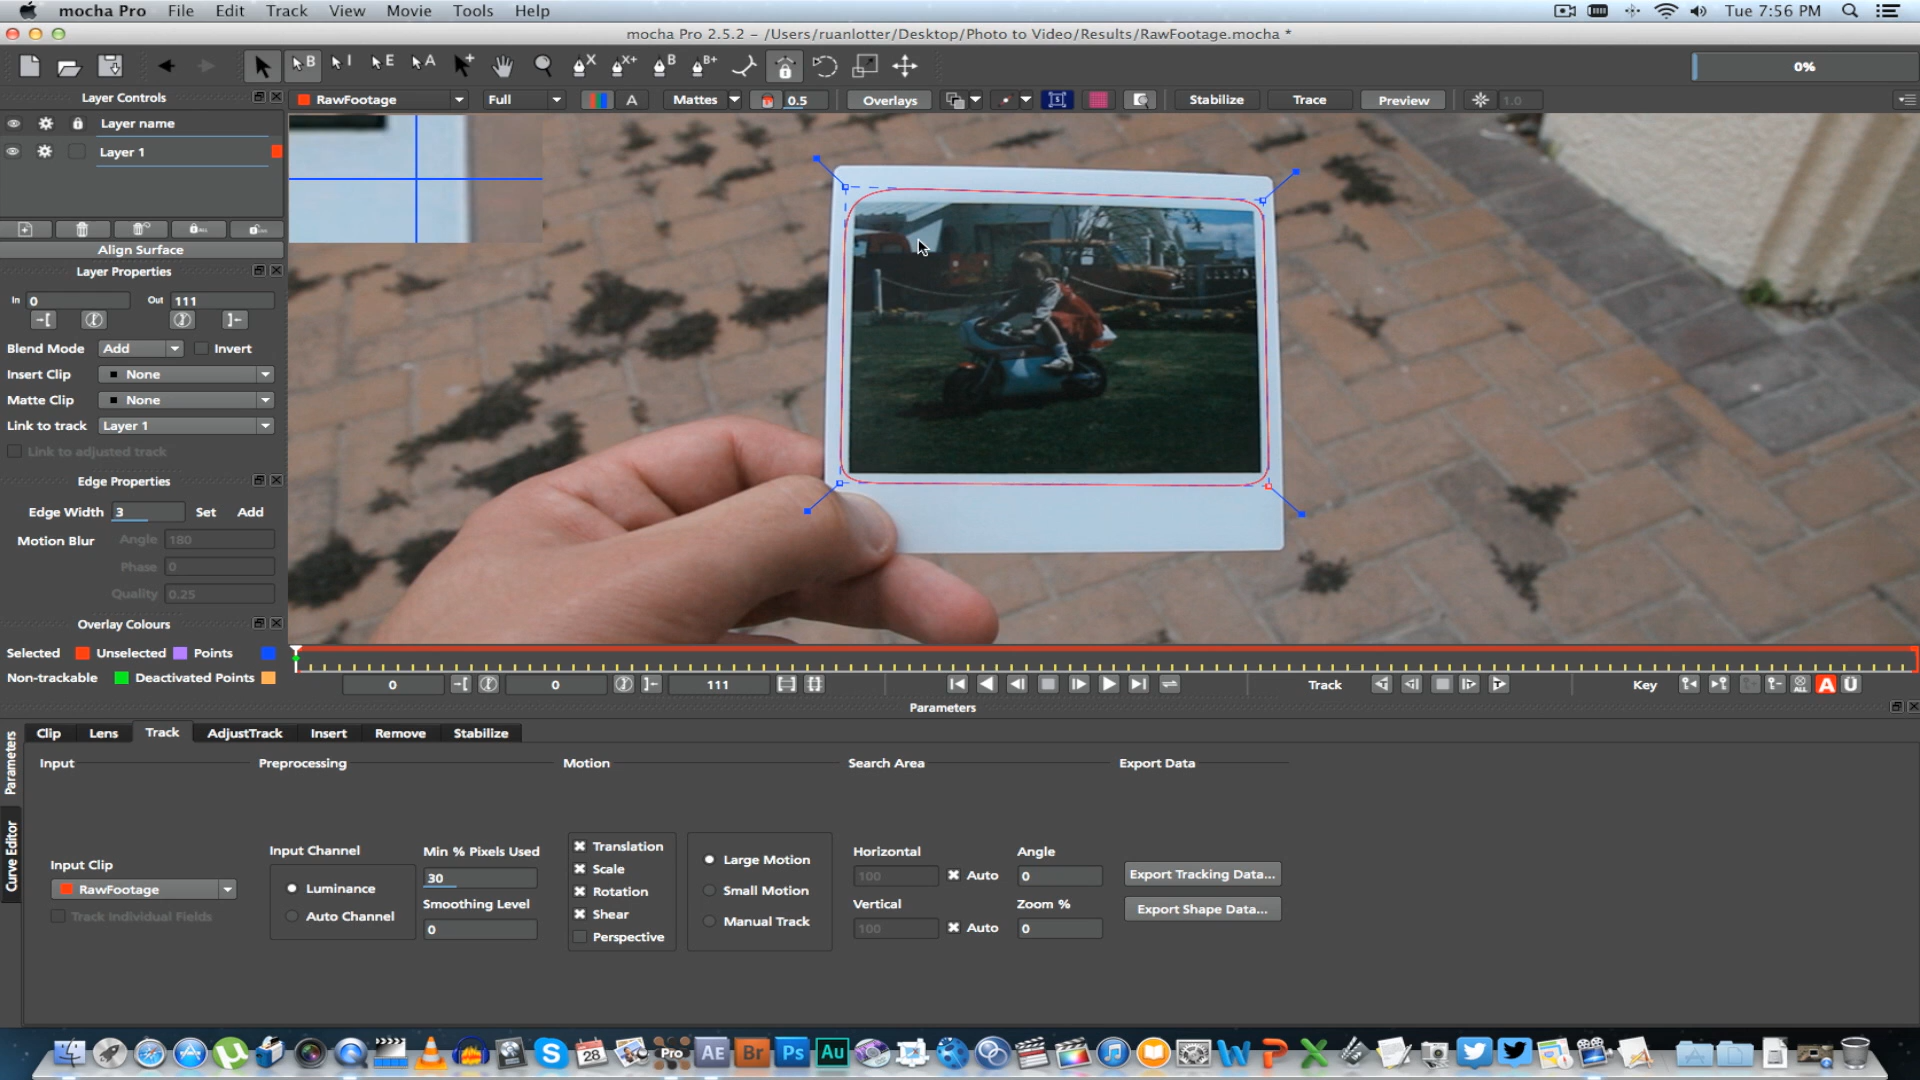 mocha Pro File Edit Track View Movie Tools Help Tue 7:56 PM
mocha Pro 2.5.2 - /Users/ruanlotter/Desktop/Photo to Video/Results/RawFootage.mocha *
B I E A X X+ B B+ 0%
Layer Controls RawFootage Full A Mattes 0.5 Overlays Stabilize Trace Preview 1.0
Layer name
Layer 1
Align Surface
Layer Properties
In 0 Out 111
Blend Mode Add Invert
Insert Clip None
Matte Clip None
Link to track Layer 1
Link to adjusted track
Edge Properties
Edge Width 3 Set Add
Motion Blur Angle 180
Phase 0
Quality 0.25
Overlay Colours
Selected Unselected Points
Non-trackable Deactivated Points
0 0 111 Track Key ALL A Ü
Parameters
Clip Lens Track AdjustTrack Insert Remove Stabilize
Parameters
Curve Editor
Input Preprocessing Motion Search Area Export Data
Input Clip
RawFootage
Track Individual Fields
Input Channel
Luminance
Auto Channel
Min % Pixels Used
30
Smoothing Level
0
Translation
Scale
Rotation
Shear
Perspective
Large Motion
Small Motion
Manual Track
Horizontal
100 Auto
Vertical
100 Auto
Angle
0
Zoom %
0
Export Tracking Data...
Export Shape Data...
28 Pro AE Br Ps Au